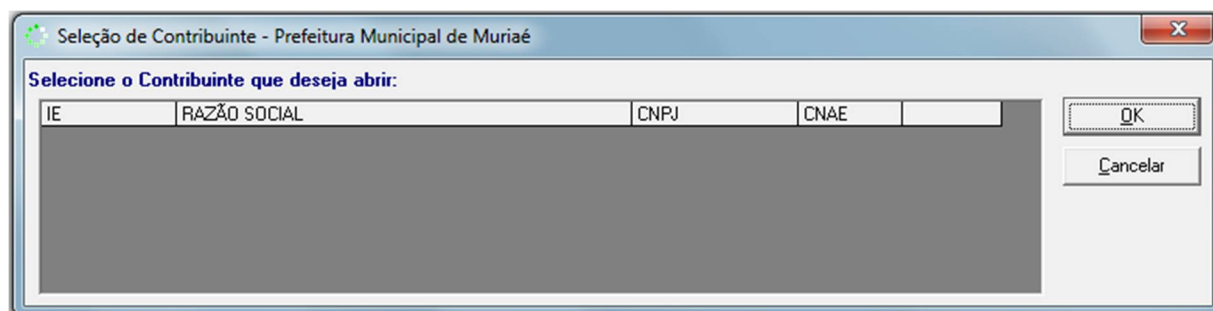 Seleção de Contribuinte - Prefeitura Municipal de Muriaé
x
Selecione o Contribuinte que deseja abrir:
IE RAZÃO SOCIAL CNPJ CNAE
OK
Cancelar